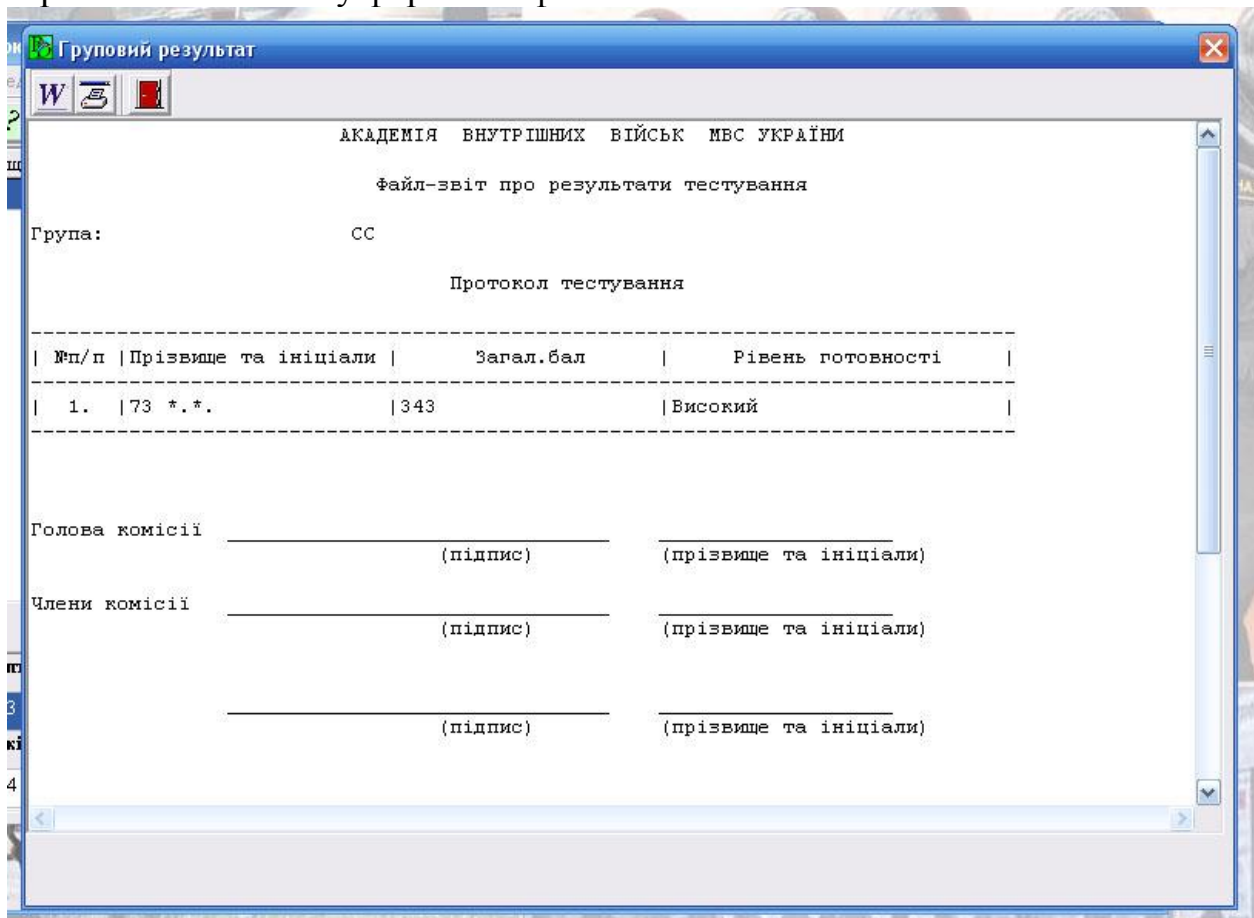 Груповий результат
W
АКАДЕМІЯ ВНУТРІШНИХ ВІЙСЬК МВС УКРАЇНИ
Файл-звіт про результати тестування
Група: СС
Протокол тестування
| №п/п |Прізвище та ініціали | Загал.бал | Рівень готовності |
| 1. |73 *.*. |343 |Високий |
Голова комісії
(підпис) (прізвище та ініціали)
Члени комісії
(підпис) (прізвище та ініціали)
(підпис) (прізвище та ініціали)